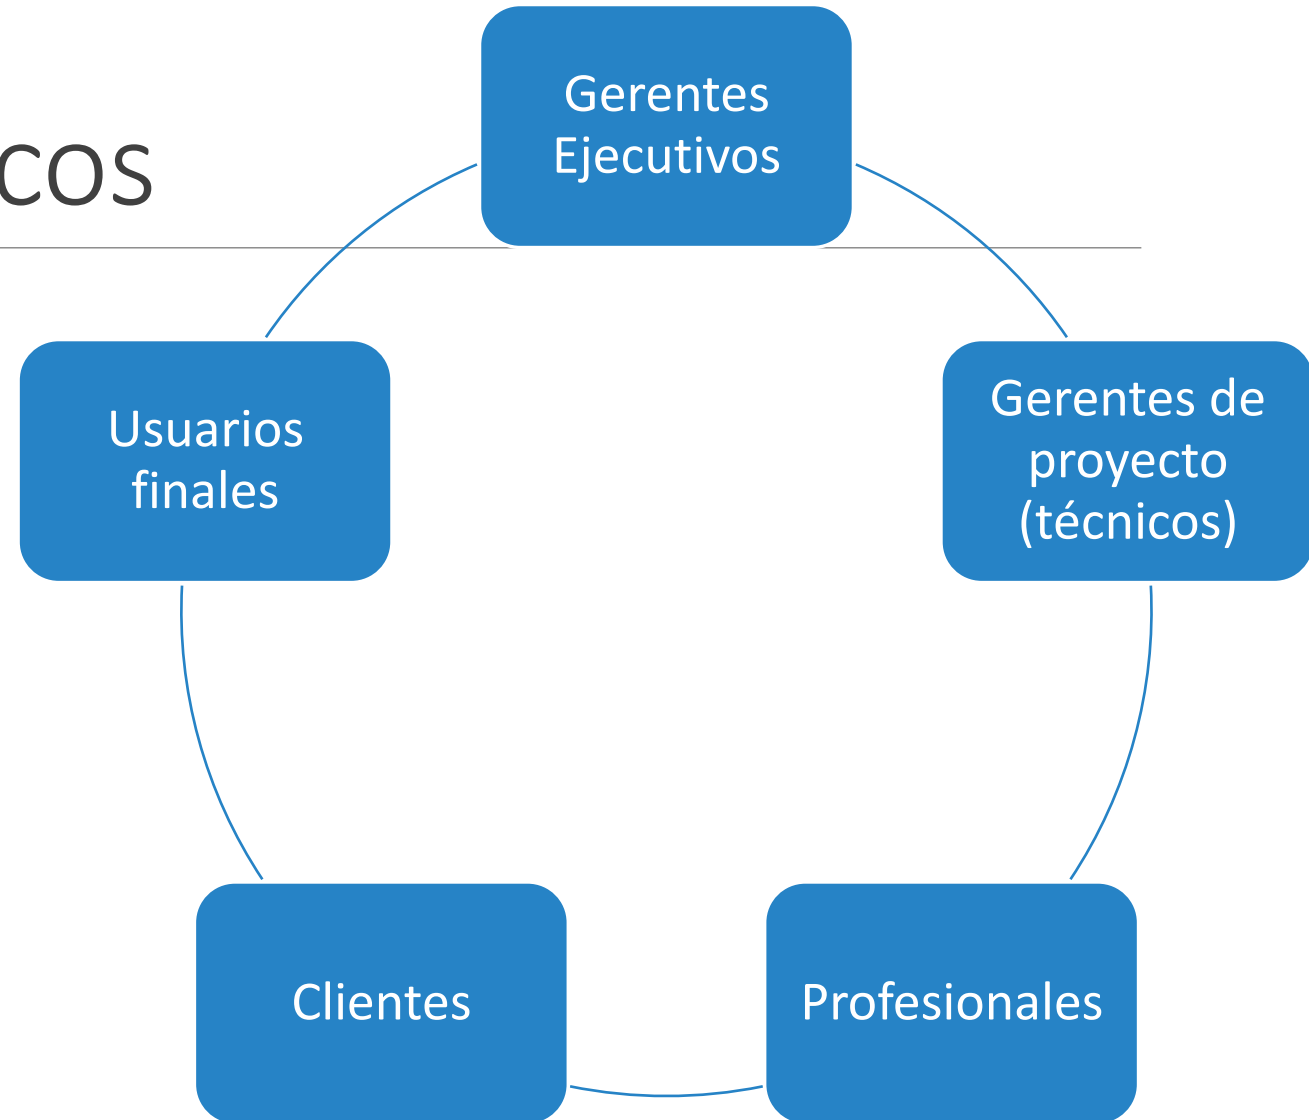 Gerentes
Ejecutivos
cos
Gerentes de
proyecto
(técnicos)
Usuarios
finales
Clientes
Profesionales